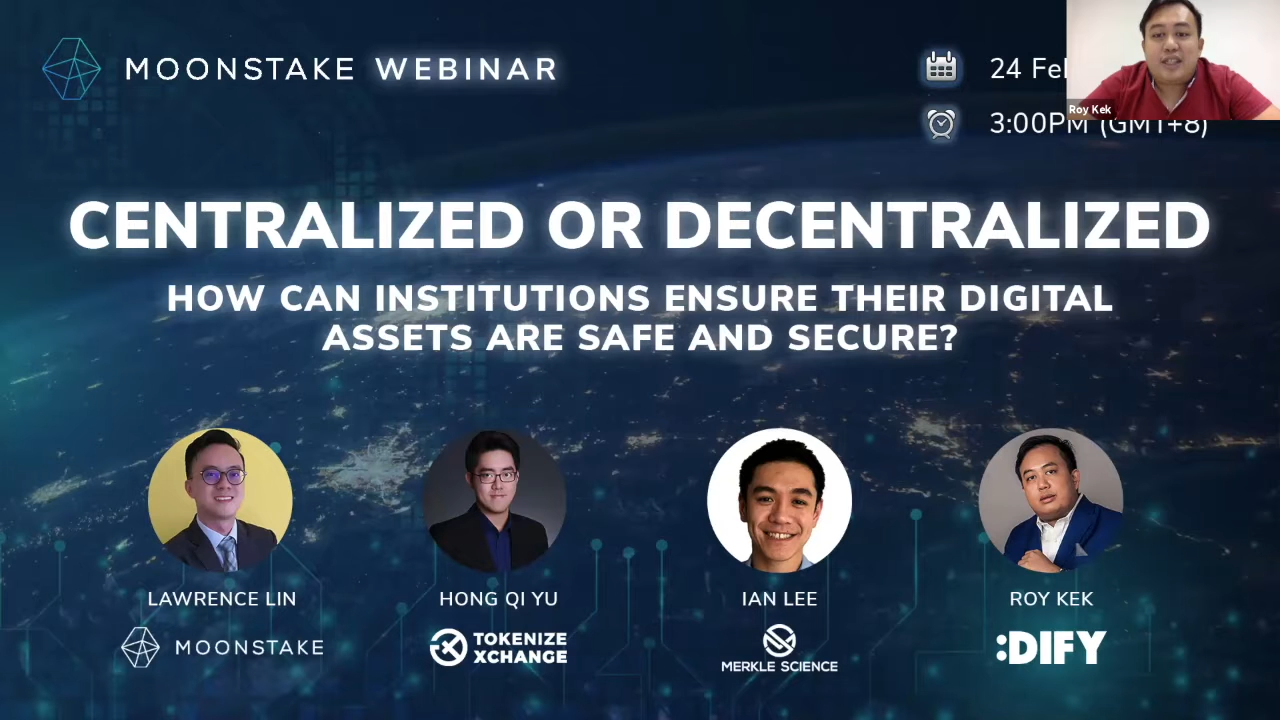 MOONSTAKE WEBINAR
24 Feb
Roy Kek
3:00PM (GMT+8)
CENTRALIZED OR DECENTRALIZED
HOW CAN INSTITUTIONS ENSURE THEIR DIGITAL
ASSETS ARE SAFE AND SECURE?
LAWRENCE LIN
HONG QI YU
IAN LEE
ROY KEK
MOONSTAKE
TOKENIZE
XCHANGE
MERKLE SCIENCE
:DIFY